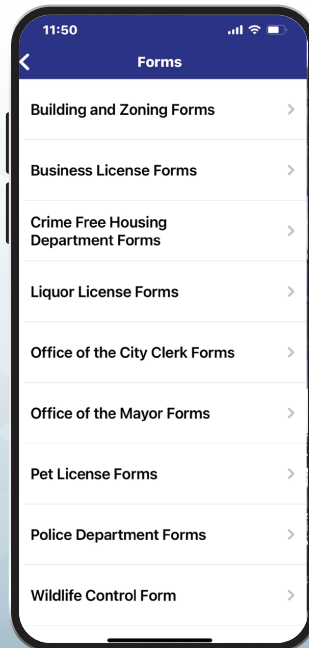 11:50
Forms
Building and Zoning Forms
Business License Forms
Crime Free Housing
Department Forms
Liquor License Forms
Office of the City Clerk Forms
Office of the Mayor Forms
Pet License Forms
Police Department Forms
Wildlife Control Form